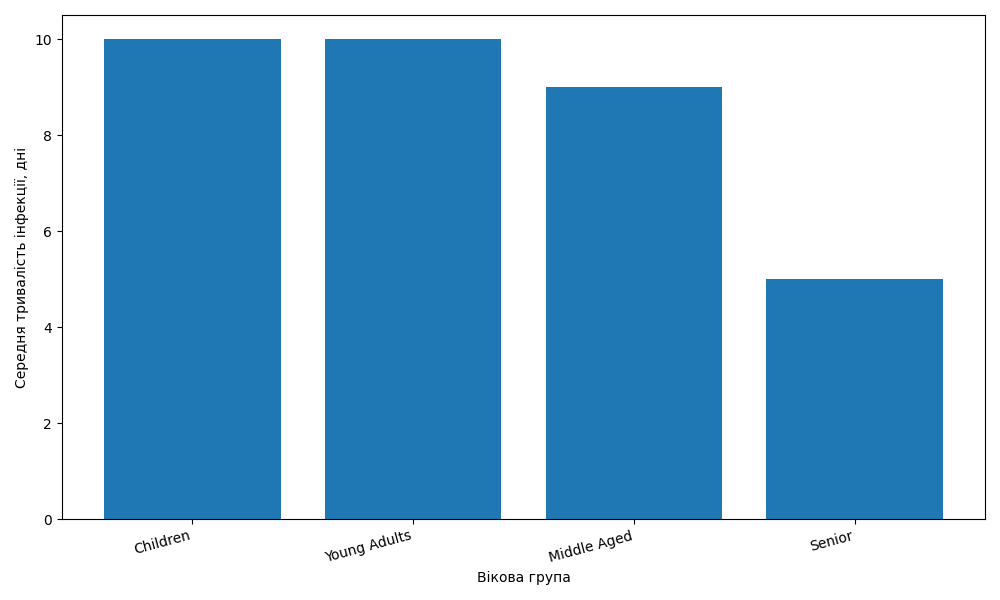 10
8
6
4
2
0
Середня тривалість інфекції, дні
Children
Young Adults
Middle Aged
Senior
Вікова група